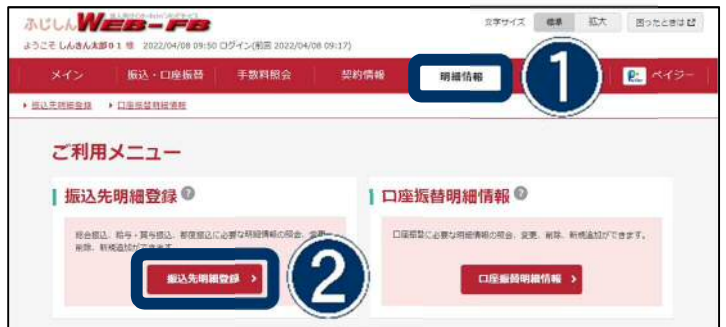 ふじしんWEB-FB
文字サイズ 標準 拡大 困ったときは
ようこそ しんきん太郎01 様 2022/04/08 09:50 ログイン(前回 2022/04/08 09:17)
メイン 振込・口座振替 手数料照会 契約情報 明細情報 1 ペイジー
振込先明細登録 口座振替明細情報
ご利用メニュー
振込先明細登録 ?
口座振替明細情報 ?
総合振込、給与・賞与振込、都度振込に必要な明細情報の照会、変更、
削除、新規追加ができます。
口座振替に必要な明細情報の照会、変更、削除、新規追加ができます。
振込先明細登録
2
口座振替明細情報